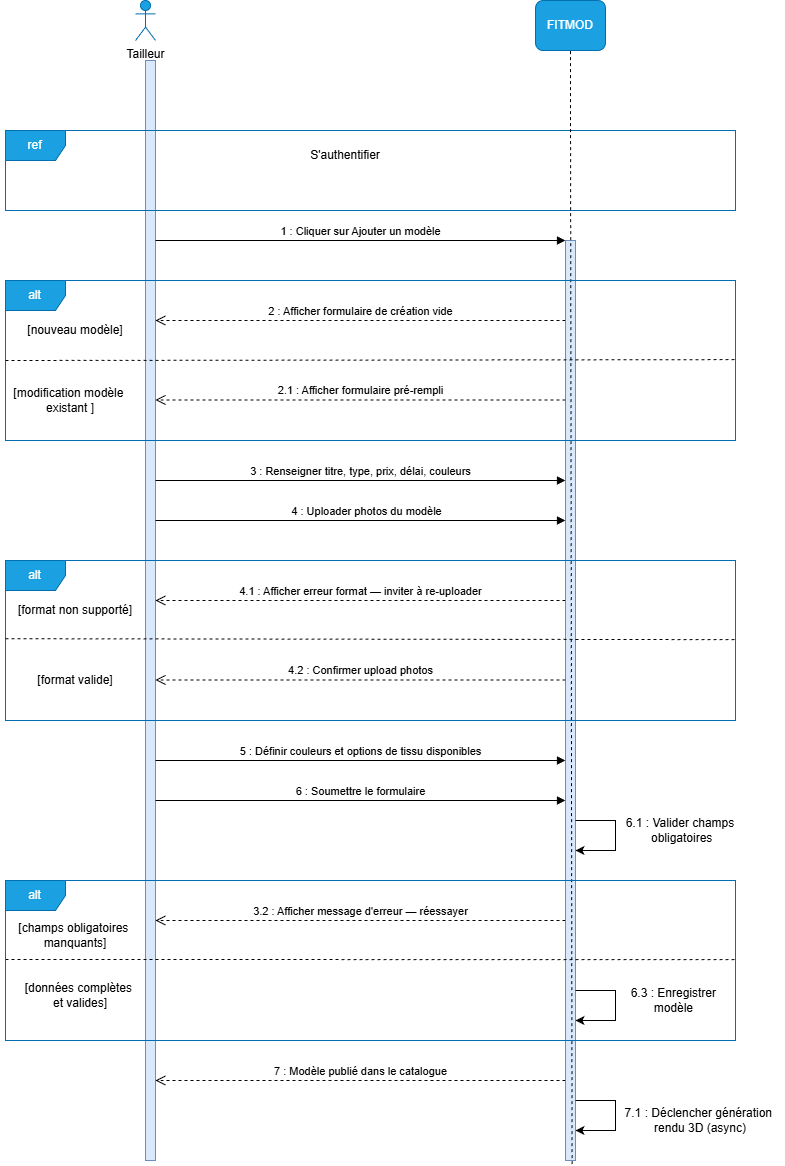 FITMOD
Tailleur
ref
S'authentifier
1 : Cliquer sur Ajouter un modèle
alt
2 : Afficher formulaire de création vide
[nouveau modèle]
2.1 : Afficher formulaire pré-rempli
[modification modèle
existant ]
3 : Renseigner titre, type, prix, délai, couleurs
4 : Uploader photos du modèle
alt
4.1 : Afficher erreur format — inviter à re-uploader
[format non supporté]
4.2 : Confirmer upload photos
[format valide]
5 : Définir couleurs et options de tissu disponibles
6 : Soumettre le formulaire
6.1 : Valider champs
obligatoires
alt
3.2 : Afficher message d'erreur — réessayer
[champs obligatoires
manquants]
[données complètes
et valides]
6.3 : Enregistrer
modèle
7 : Modèle publié dans le catalogue
7.1 : Déclencher génération
rendu 3D (async)